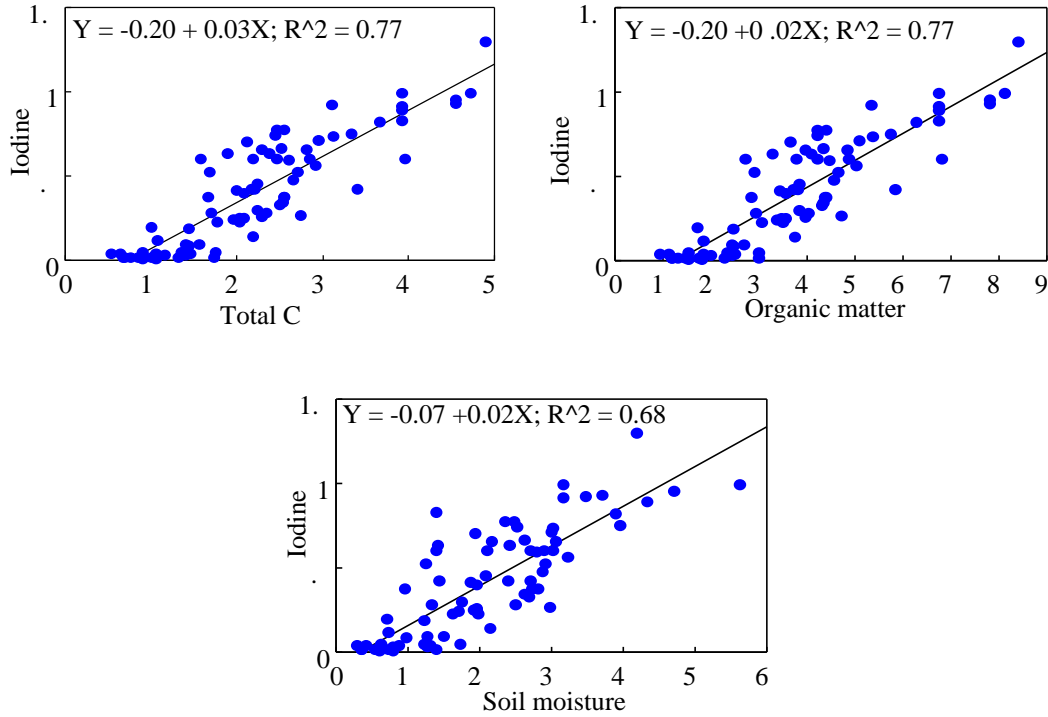 1.
Y = -0.20 + 0.03X; R^2 = 0.77
1
Iodine
.
0
0 1 2 3 4 5
Total C
1.
Y = -0.20 +0 .02X; R^2 = 0.77
1
Iodine
.
0
0 1 2 3 4 5 6 7 8 9
Organic matter
1.
Y = -0.07 +0.02X; R^2 = 0.68
1
Iodine
.
0
0 1 2 3 4 5 6
Soil moisture